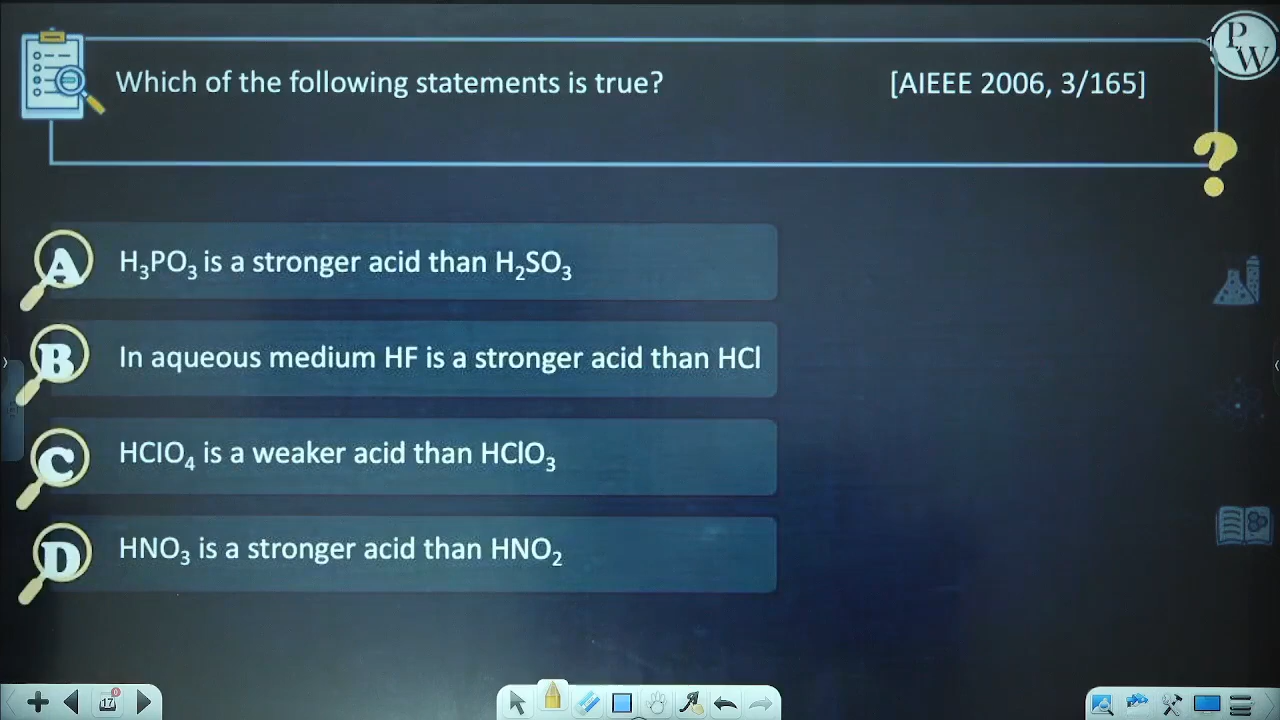 Which of the following statements is true? [AIEEE 2006, 3/165]
PW
?
A H₃PO₃ is a stronger acid than H₂SO₃
B In aqueous medium HF is a stronger acid than HCl
C HClO₄ is a weaker acid than HClO₃
D HNO₃ is a stronger acid than HNO₂
17